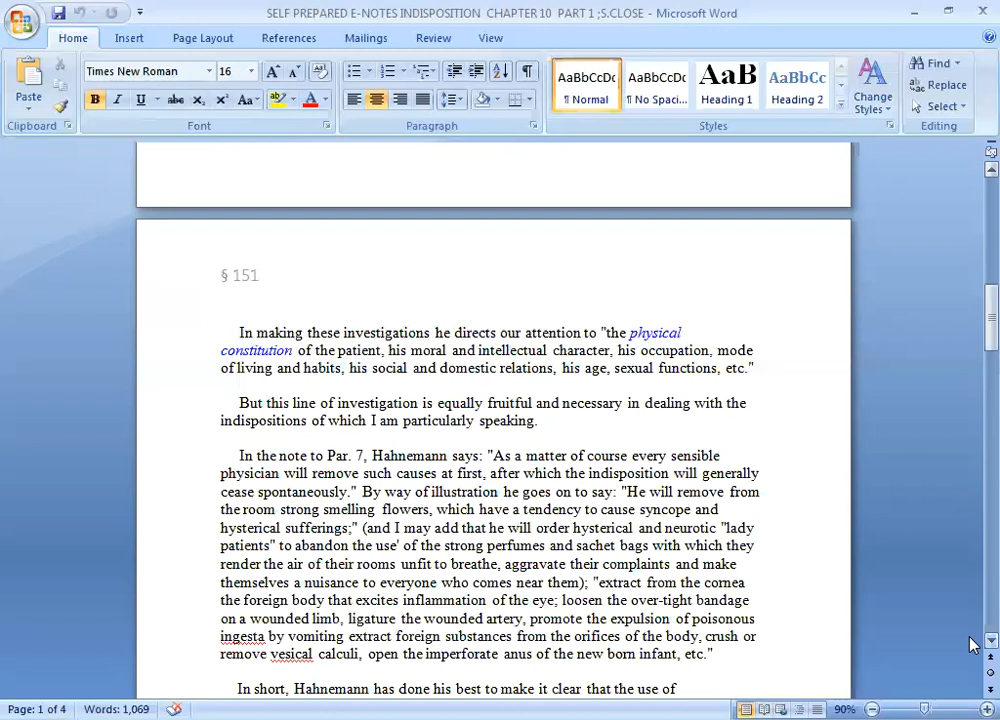 SELF PREPARED E-NOTES INDISPOSITION CHAPTER 10 PART 1 ;S.CLOSE - Microsoft Word
Home Insert Page Layout References Mailings Review View
Paste
Times New Roman 16
B I U abc X₂ X² Aa ab A
AaBbCcDc AaBbCcDc AaBb AaBbCc
¶ Normal ¶ No Spaci... Heading 1 Heading 2
Change Styles
Find
Replace
Select
Clipboard Font Paragraph Styles Editing
§ 151
In making these investigations he directs our attention to "the physical
constitution of the patient, his moral and intellectual character, his occupation, mode
of living and habits, his social and domestic relations, his age, sexual functions, etc."
But this line of investigation is equally fruitful and necessary in dealing with the
indispositions of which I am particularly speaking.
In the note to Par. 7, Hahnemann says: "As a matter of course every sensible
physician will remove such causes at first, after which the indisposition will generally
cease spontaneously." By way of illustration he goes on to say: "He will remove from
the room strong smelling flowers, which have a tendency to cause syncope and
hysterical sufferings;" (and I may add that he will order hysterical and neurotic "lady
patients" to abandon the use' of the strong perfumes and sachet bags with which they
render the air of their rooms unfit to breathe, aggravate their complaints and make
themselves a nuisance to everyone who comes near them); "extract from the cornea
the foreign body that excites inflammation of the eye; loosen the over-tight bandage
on a wounded limb, ligature the wounded artery, promote the expulsion of poisonous
ingesta by vomiting extract foreign substances from the orifices of the body, crush or
remove vesical calculi, open the imperforate anus of the new born infant, etc."
In short, Hahnemann has done his best to make it clear that the use of
Page: 1 of 4 Words: 1,069 90%